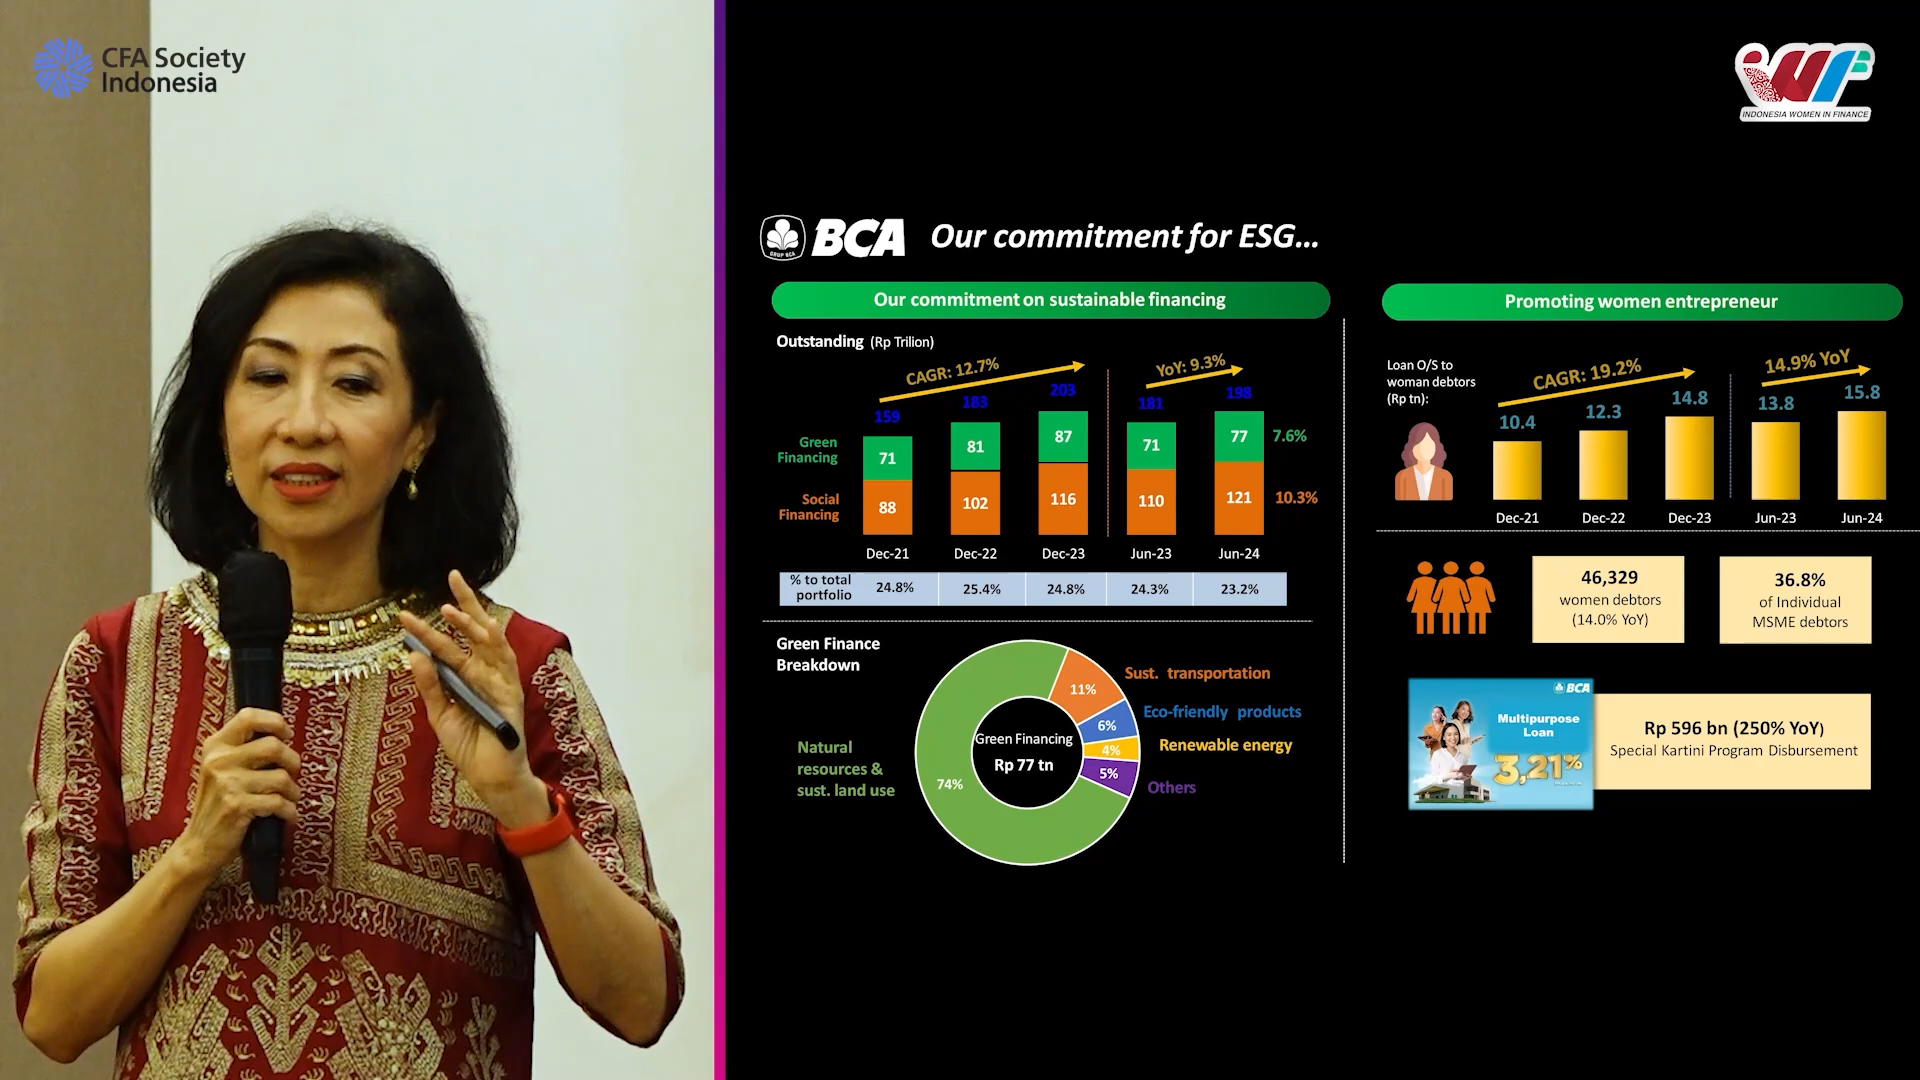 CFA Society
Indonesia
INDONESIA WOMEN IN FINANCE
GRUP BCA
BCA
Our commitment for ESG...
Our commitment on sustainable financing
Outstanding (Rp Trilion)
CAGR: 12.7%
YoY: 9.3%
159
183
203
181
198
Green
Financing
71
81
87
71
77
7.6%
Social
Financing
88
102
116
110
121
10.3%
Dec-21
Dec-22
Dec-23
Jun-23
Jun-24
% to total
portfolio
24.8%
25.4%
24.8%
24.3%
23.2%
Green Finance
Breakdown
Natural
resources &
sust. land use
74%
Green Financing
Rp 77 tn
11%
6%
4%
5%
Sust. transportation
Eco-friendly products
Renewable energy
Others
Promoting women entrepreneur
Loan O/S to
woman debtors
(Rp tn):
CAGR: 19.2%
14.9% YoY
10.4
12.3
14.8
13.8
15.8
Dec-21
Dec-22
Dec-23
Jun-23
Jun-24
46,329
women debtors
(14.0% YoY)
36.8%
of Individual
MSME debtors
BCA
Multipurpose
Loan
3,21%
Rp 596 bn (250% YoY)
Special Kartini Program Disbursement